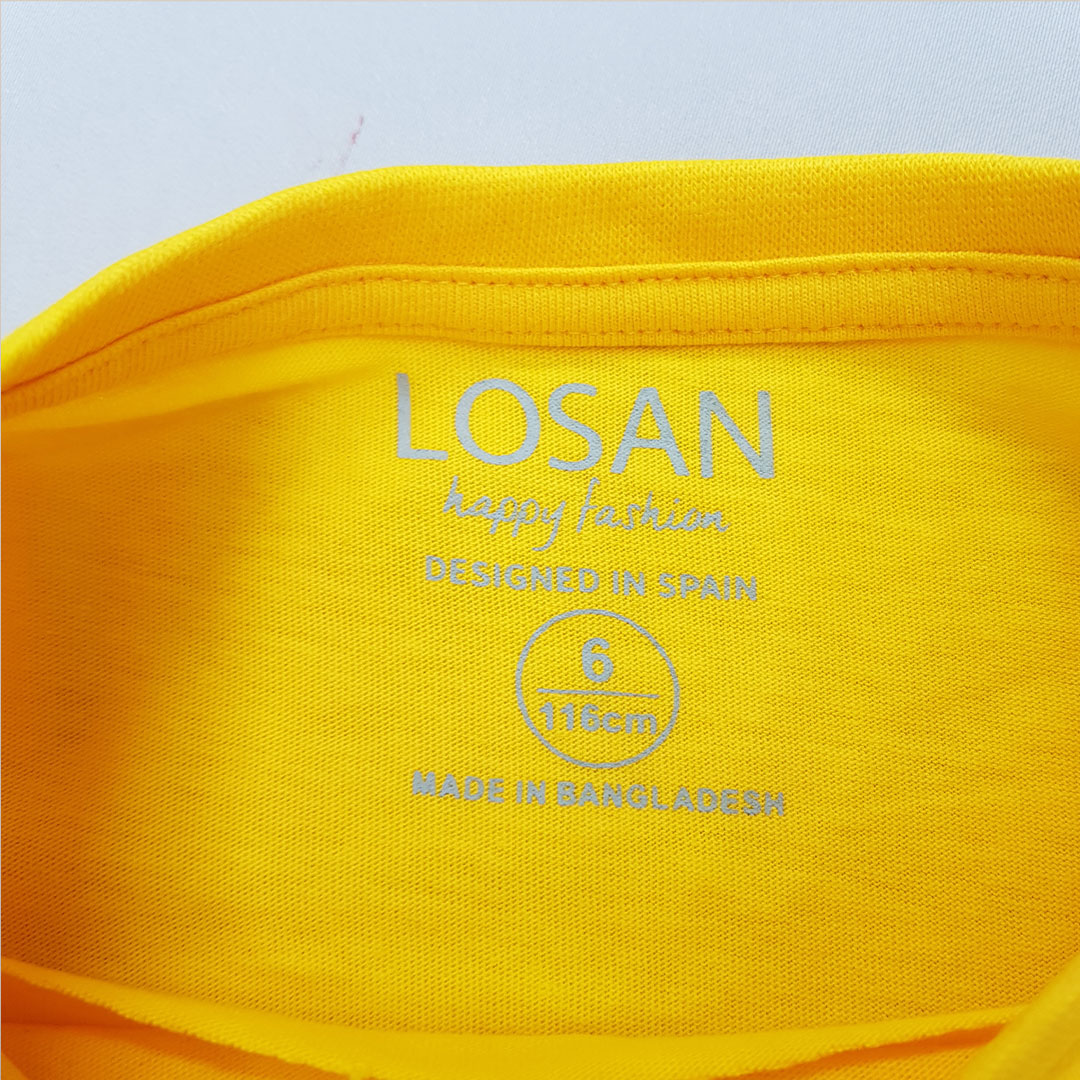 LOSAN
happy fashion
DESIGNED IN SPAIN
6
116cm
MADE IN BANGLADESH